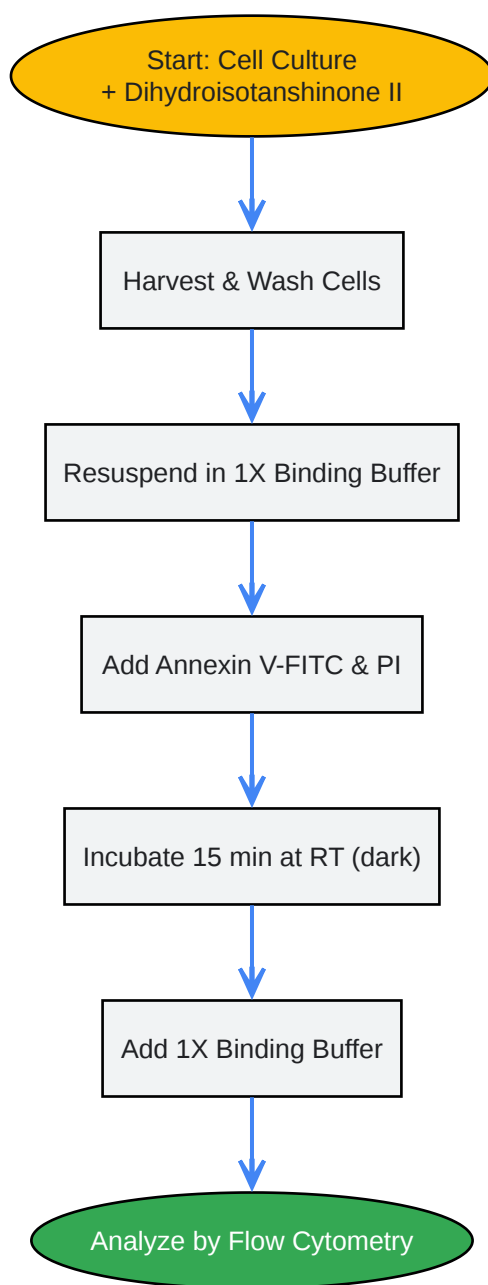 Start: Cell Culture
+ Dihydroisotanshinone II
Harvest & Wash Cells
Resuspend in 1X Binding Buffer
Add Annexin V-FITC & PI
Incubate 15 min at RT (dark)
Add 1X Binding Buffer
Analyze by Flow Cytometry